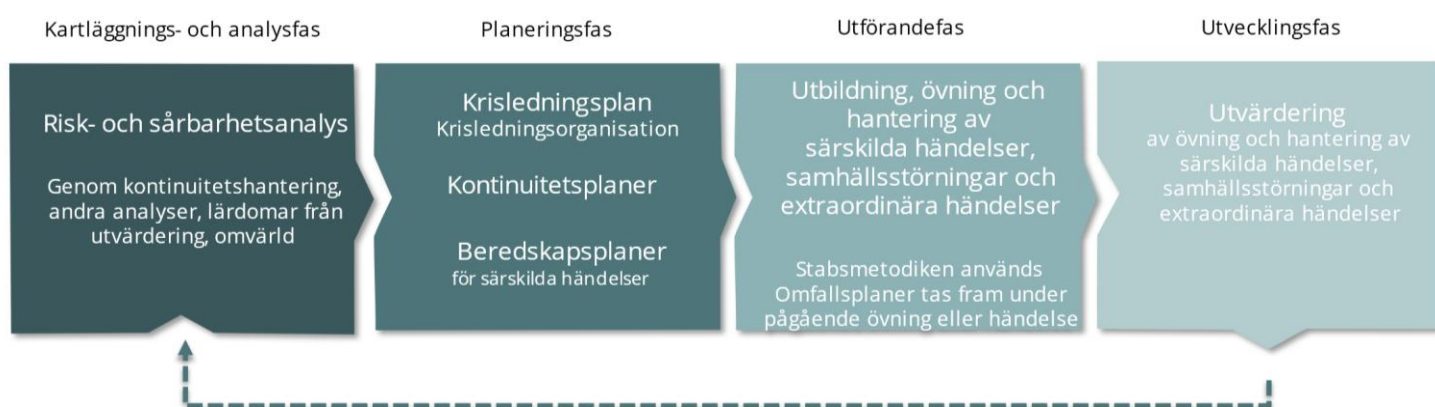 Kartläggnings- och analysfas
Risk- och sårbarhetsanalys
Genom kontinuitetshantering,
andra analyser, lärdomar från
utvärdering, omvärld
Planeringsfas
Krisledningsplan
Krisledningsorganisation
Kontinuitetsplaner
Beredskapsplaner
för särskilda händelser
Utförandefas
Utbildning, övning och
hantering av
särskilda händelser,
samhällsstörningar och
extraordinära händelser
Stabsmetodiken används
Omfallsplaner tas fram under
pågående övning eller händelse
Utvecklingsfas
Utvärdering
av övning och hantering av
särskilda händelser,
samhällsstörningar och
extraordinära händelser